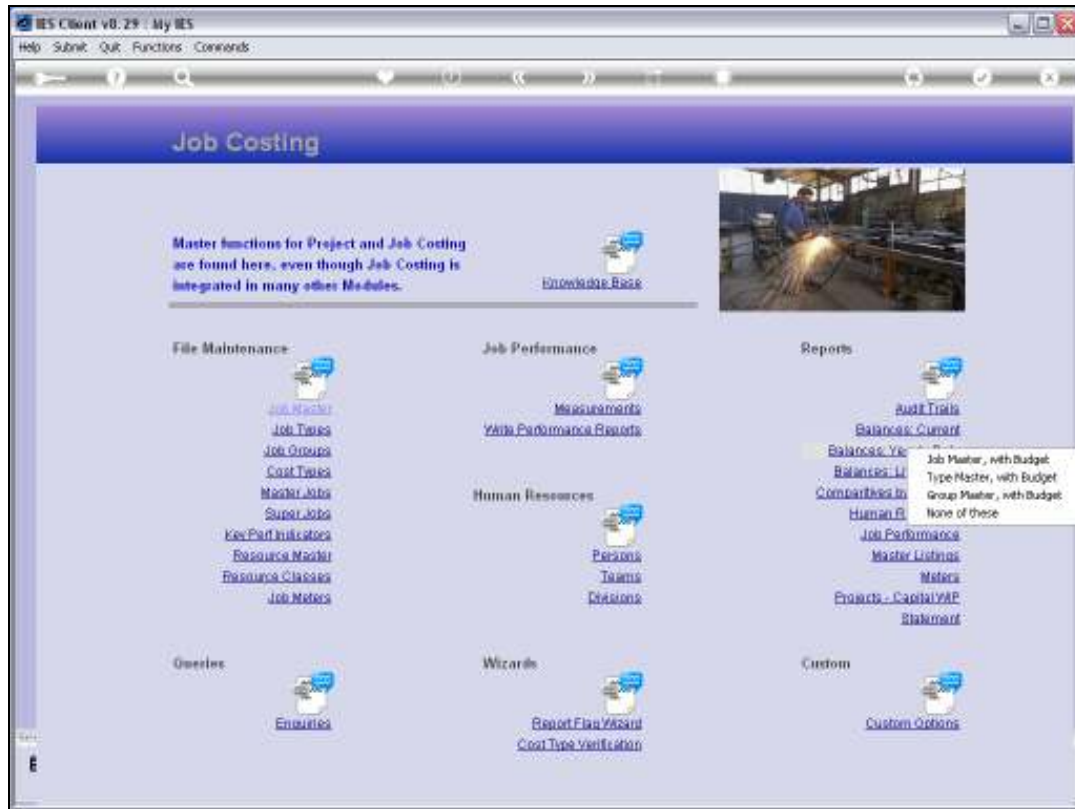 IES Client v0.29 : My IES
Help Submit Quit Functions Commands
Job Costing
Master functions for Project and Job Costing
are found here, even though Job Costing is
integrated in many other Modules.
Knowledge Base
File Maintenance
Job Master
Job Types
Job Groups
Cost Types
Master Jobs
Super Jobs
Key Perf Indicators
Resource Master
Resource Classes
Job Meters
Job Performance
Measurements
Write Performance Reports
Human Resources
Persons
Teams
Divisions
Reports
Audit Trails
Balances: Current
Balances:
Balances:
Comparitives
Human
Job Performance
Master Listings
Meters
Projects - Capital WIP
Statement
Job Master, with Budget
Type Master, with Budget
Group Master, with Budget
None of these
Queries
Enquiries
Wizards
Report Flag Wizard
Cost Type Verification
Custom
Custom Options